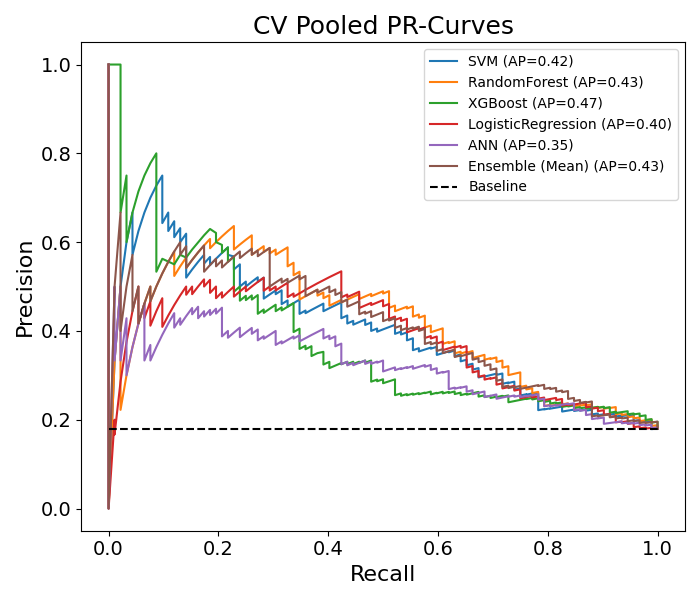 CV Pooled PR-Curves
SVM (AP=0.42)
RandomForest (AP=0.43)
XGBoost (AP=0.47)
LogisticRegression (AP=0.40)
ANN (AP=0.35)
Ensemble (Mean) (AP=0.43)
Baseline
Precision
1.0
0.8
0.6
0.4
0.2
0.0
0.0 0.2 0.4 0.6 0.8 1.0
Recall